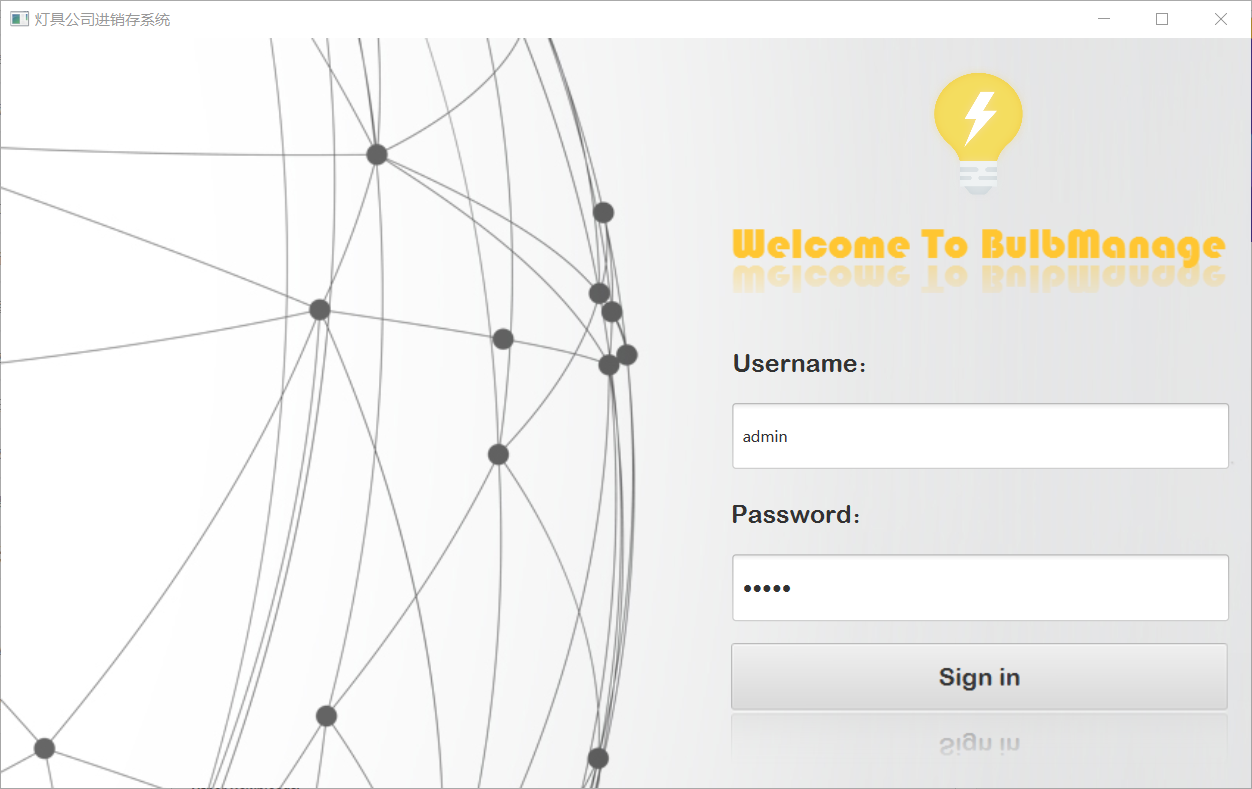 灯具公司进销存系统
Welcome To BulbManage
Username：
admin
Password：
•••••
Sign in